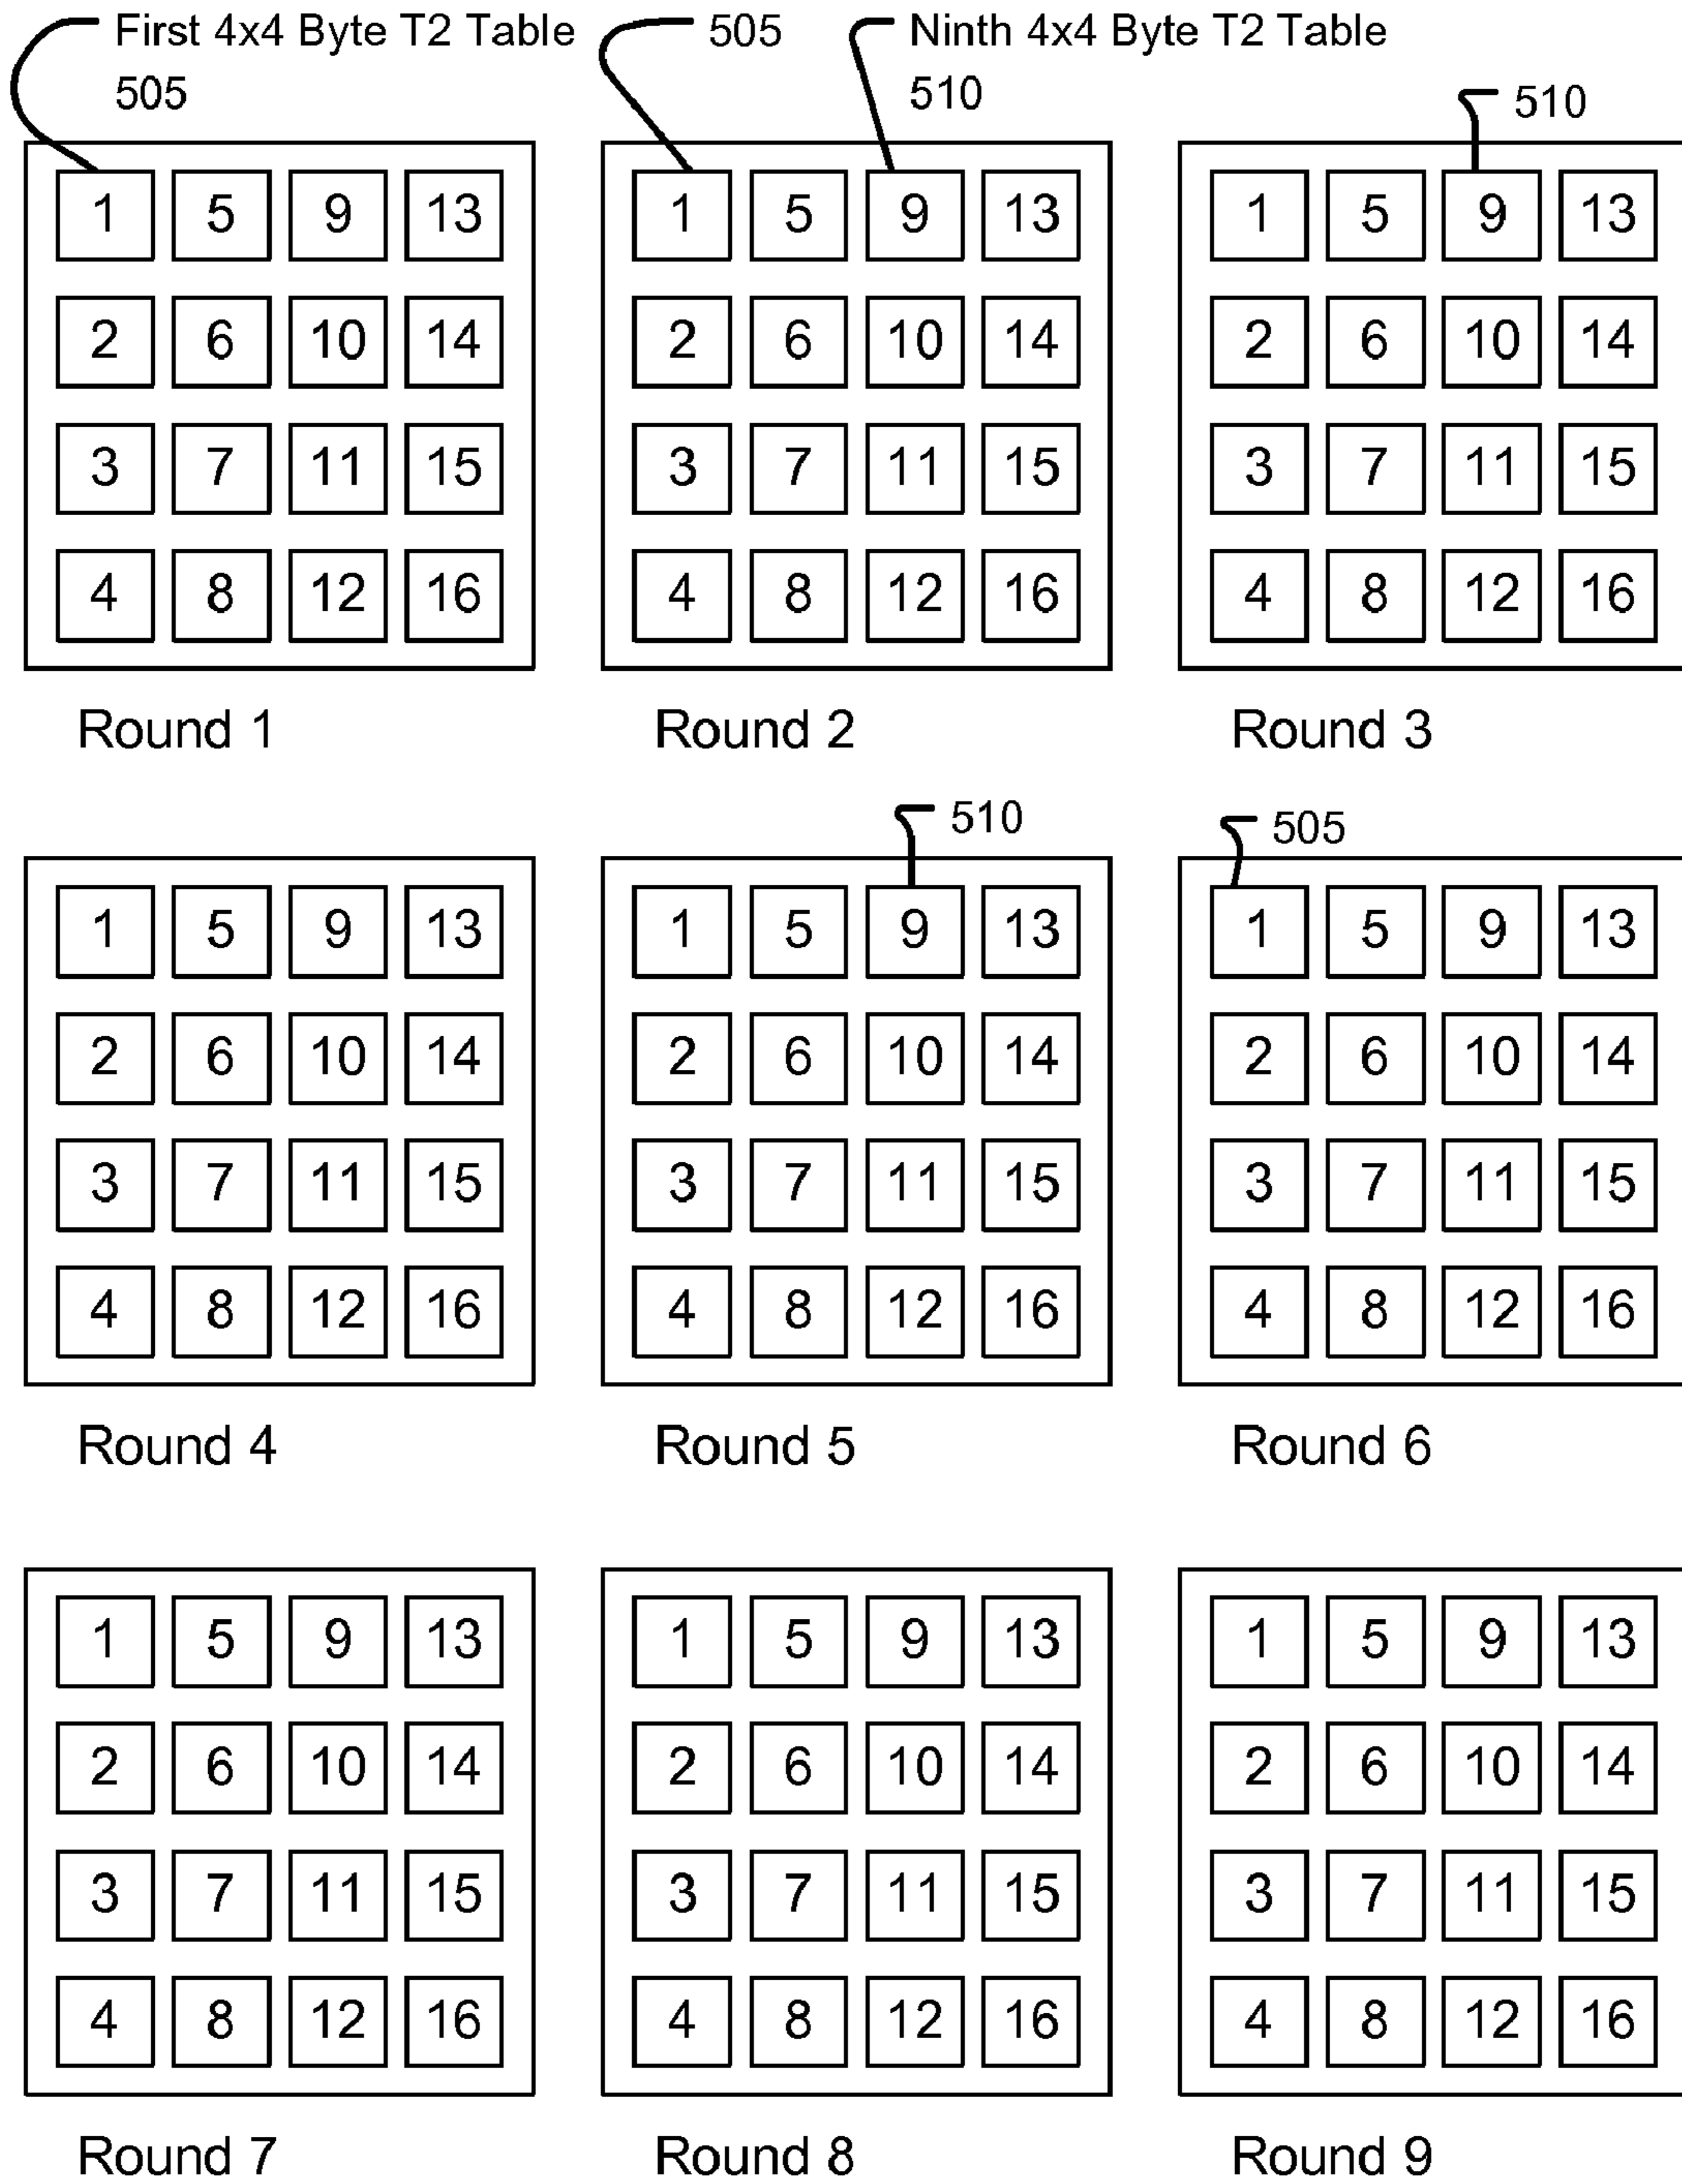 First 4x4 Byte T2 Table
505
505
Ninth 4x4 Byte T2 Table
510
510
1 5 9 13
2 6 10 14
3 7 11 15
4 8 12 16
Round 1
1 5 9 13
2 6 10 14
3 7 11 15
4 8 12 16
Round 2
1 5 9 13
2 6 10 14
3 7 11 15
4 8 12 16
Round 3
510
505
1 5 9 13
2 6 10 14
3 7 11 15
4 8 12 16
Round 4
1 5 9 13
2 6 10 14
3 7 11 15
4 8 12 16
Round 5
1 5 9 13
2 6 10 14
3 7 11 15
4 8 12 16
Round 6
1 5 9 13
2 6 10 14
3 7 11 15
4 8 12 16
Round 7
1 5 9 13
2 6 10 14
3 7 11 15
4 8 12 16
Round 8
1 5 9 13
2 6 10 14
3 7 11 15
4 8 12 16
Round 9